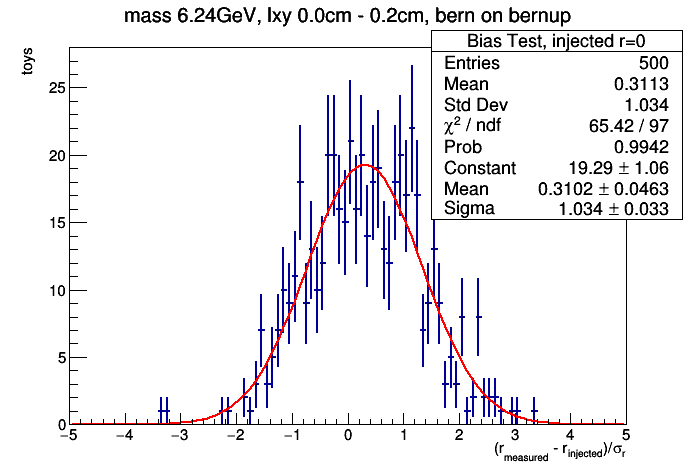 mass 6.24GeV, lxy 0.0cm - 0.2cm, bern on bernup
Bias Test, injected r=0
Entries 500
Mean 0.3113
Std Dev 1.034
χ² / ndf 65.42 / 97
Prob 0.9942
Constant 19.29 ± 1.06
Mean 0.3102 ± 0.0463
Sigma 1.034 ± 0.033
toys
25
20
15
10
5
0
−5 −4 −3 −2 −1 0 1 2 3 4 5
(r_measured - r_injected)/σ_r